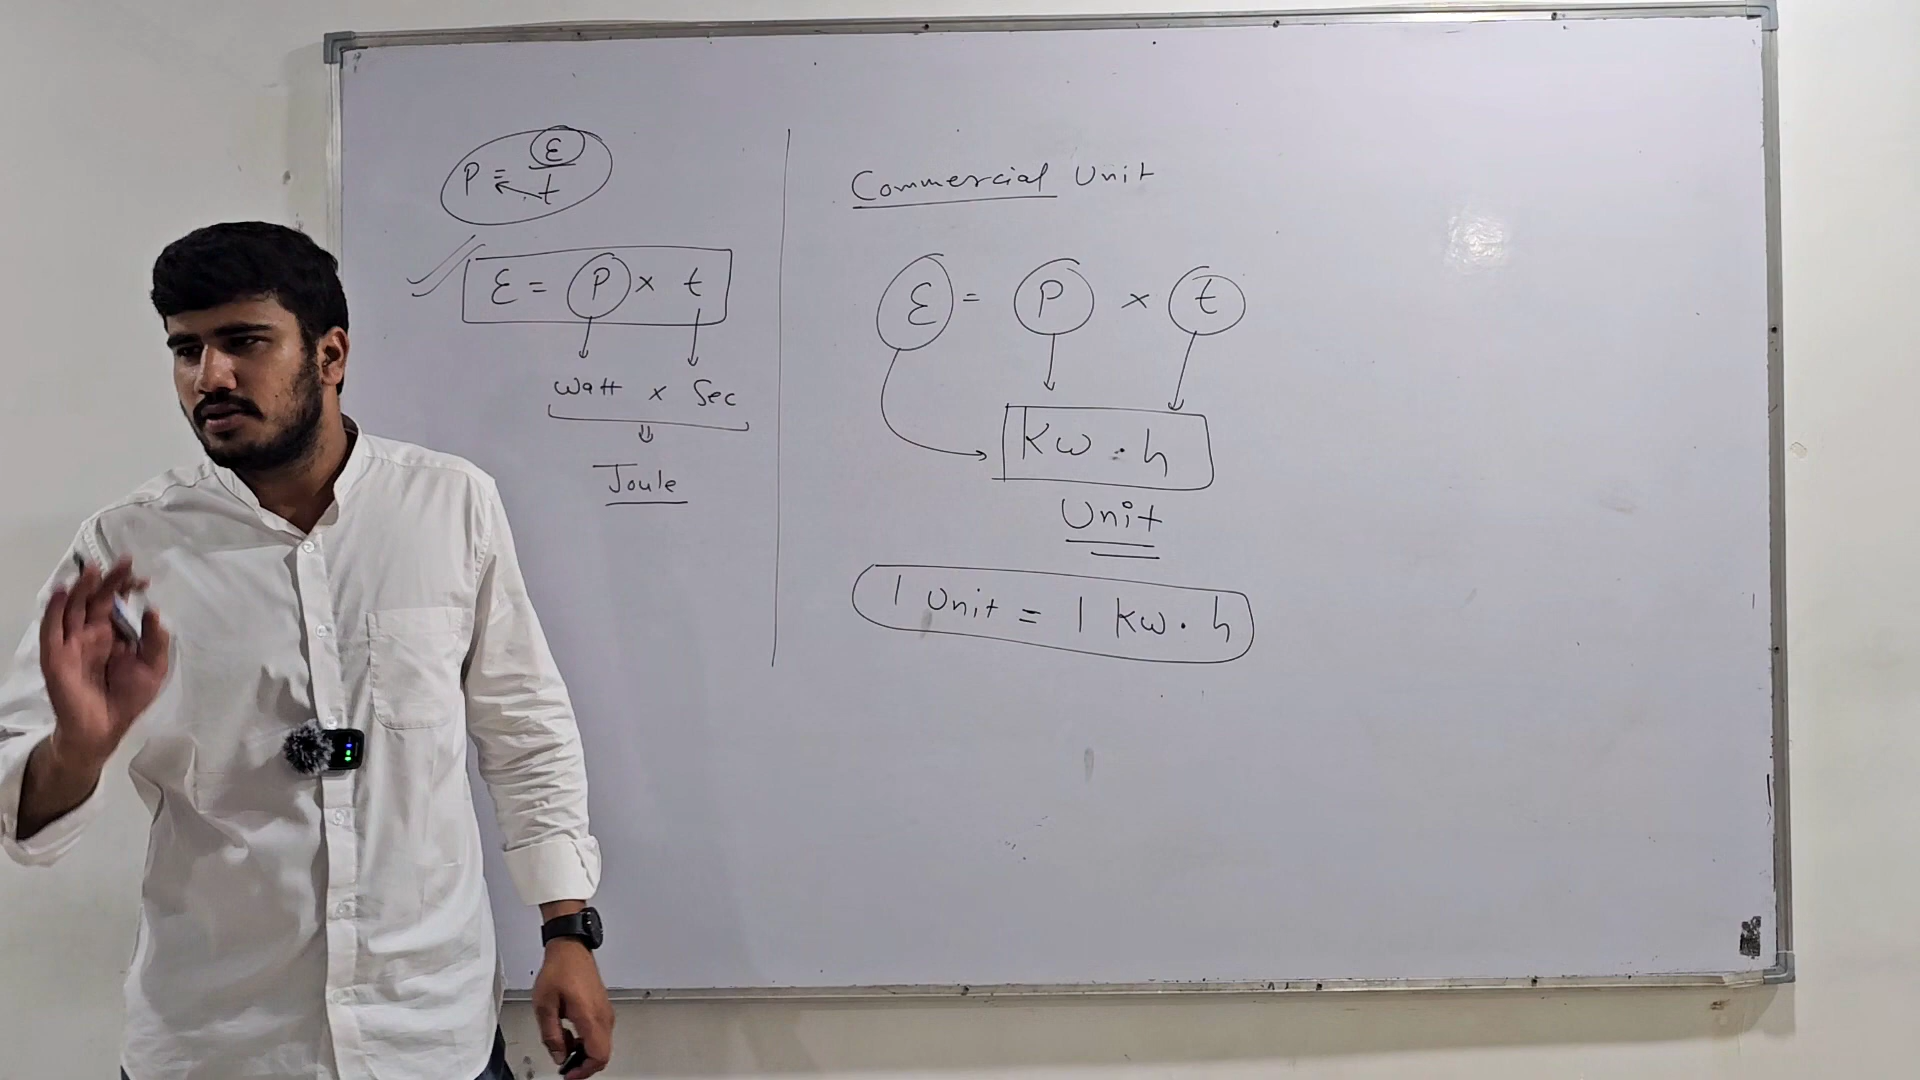 P = ε/t
ε = P × t
Watt × Sec
⇓
Joule
Commercial Unit
ε = P × t
Kw . h
Unit
1 Unit = 1 Kw . h